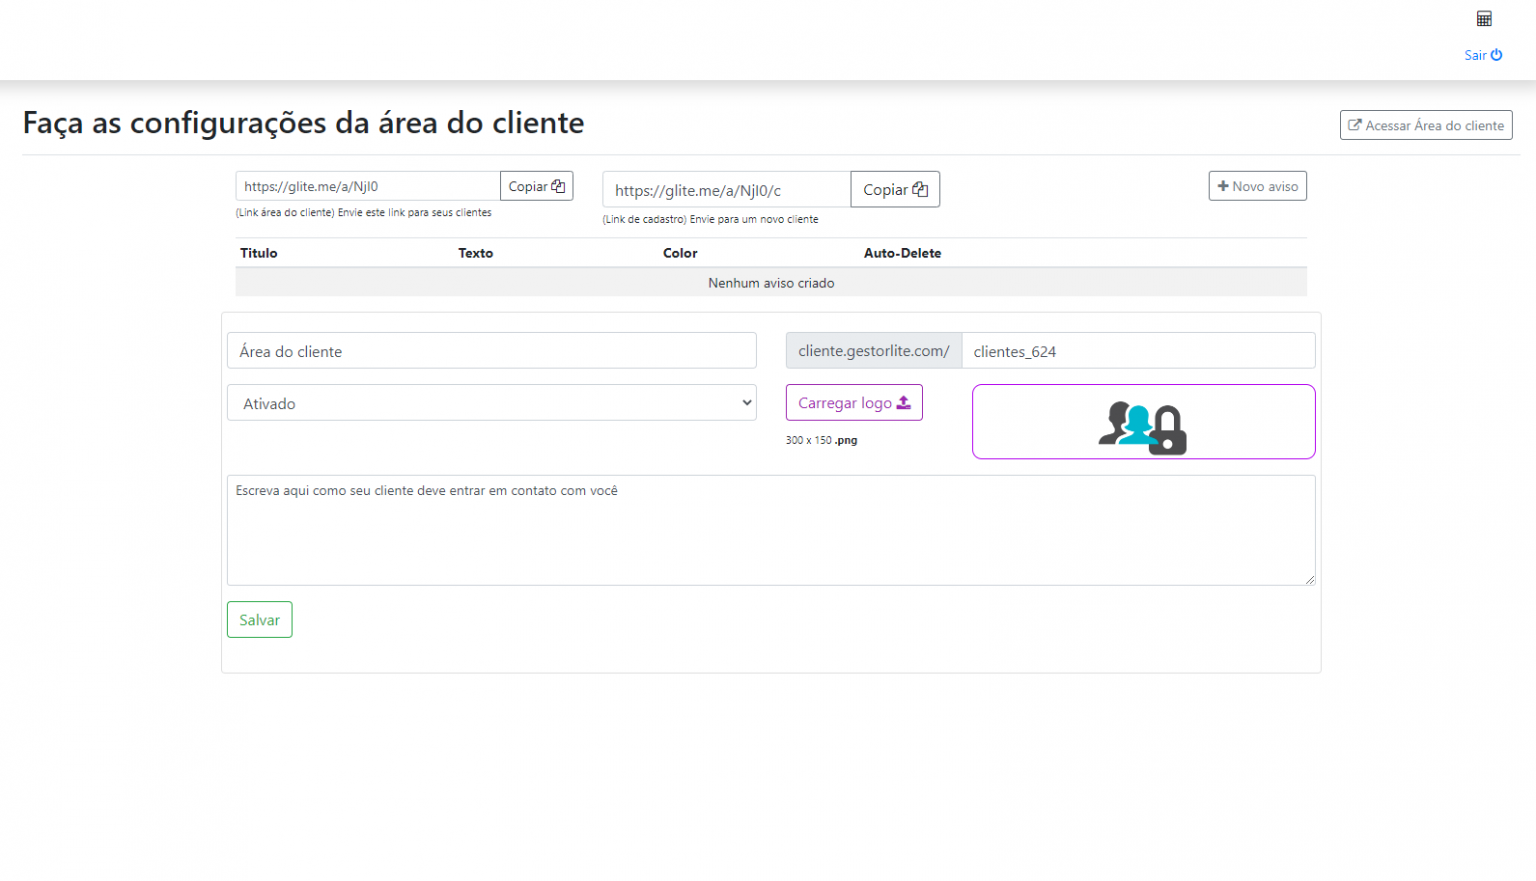 Sair
Faça as configurações da área do cliente
Acessar Área do cliente
https://glite.me/a/NjI0
Copiar
(Link área do cliente) Envie este link para seus clientes
https://glite.me/a/NjI0/c
Copiar
(Link de cadastro) Envie para um novo cliente
Novo aviso
Titulo Texto Color Auto-Delete
Nenhum aviso criado
Área do cliente
cliente.gestorlite.com/ clientes_624
Ativado
Carregar logo
300 x 150 .png
Escreva aqui como seu cliente deve entrar em contato com você
Salvar